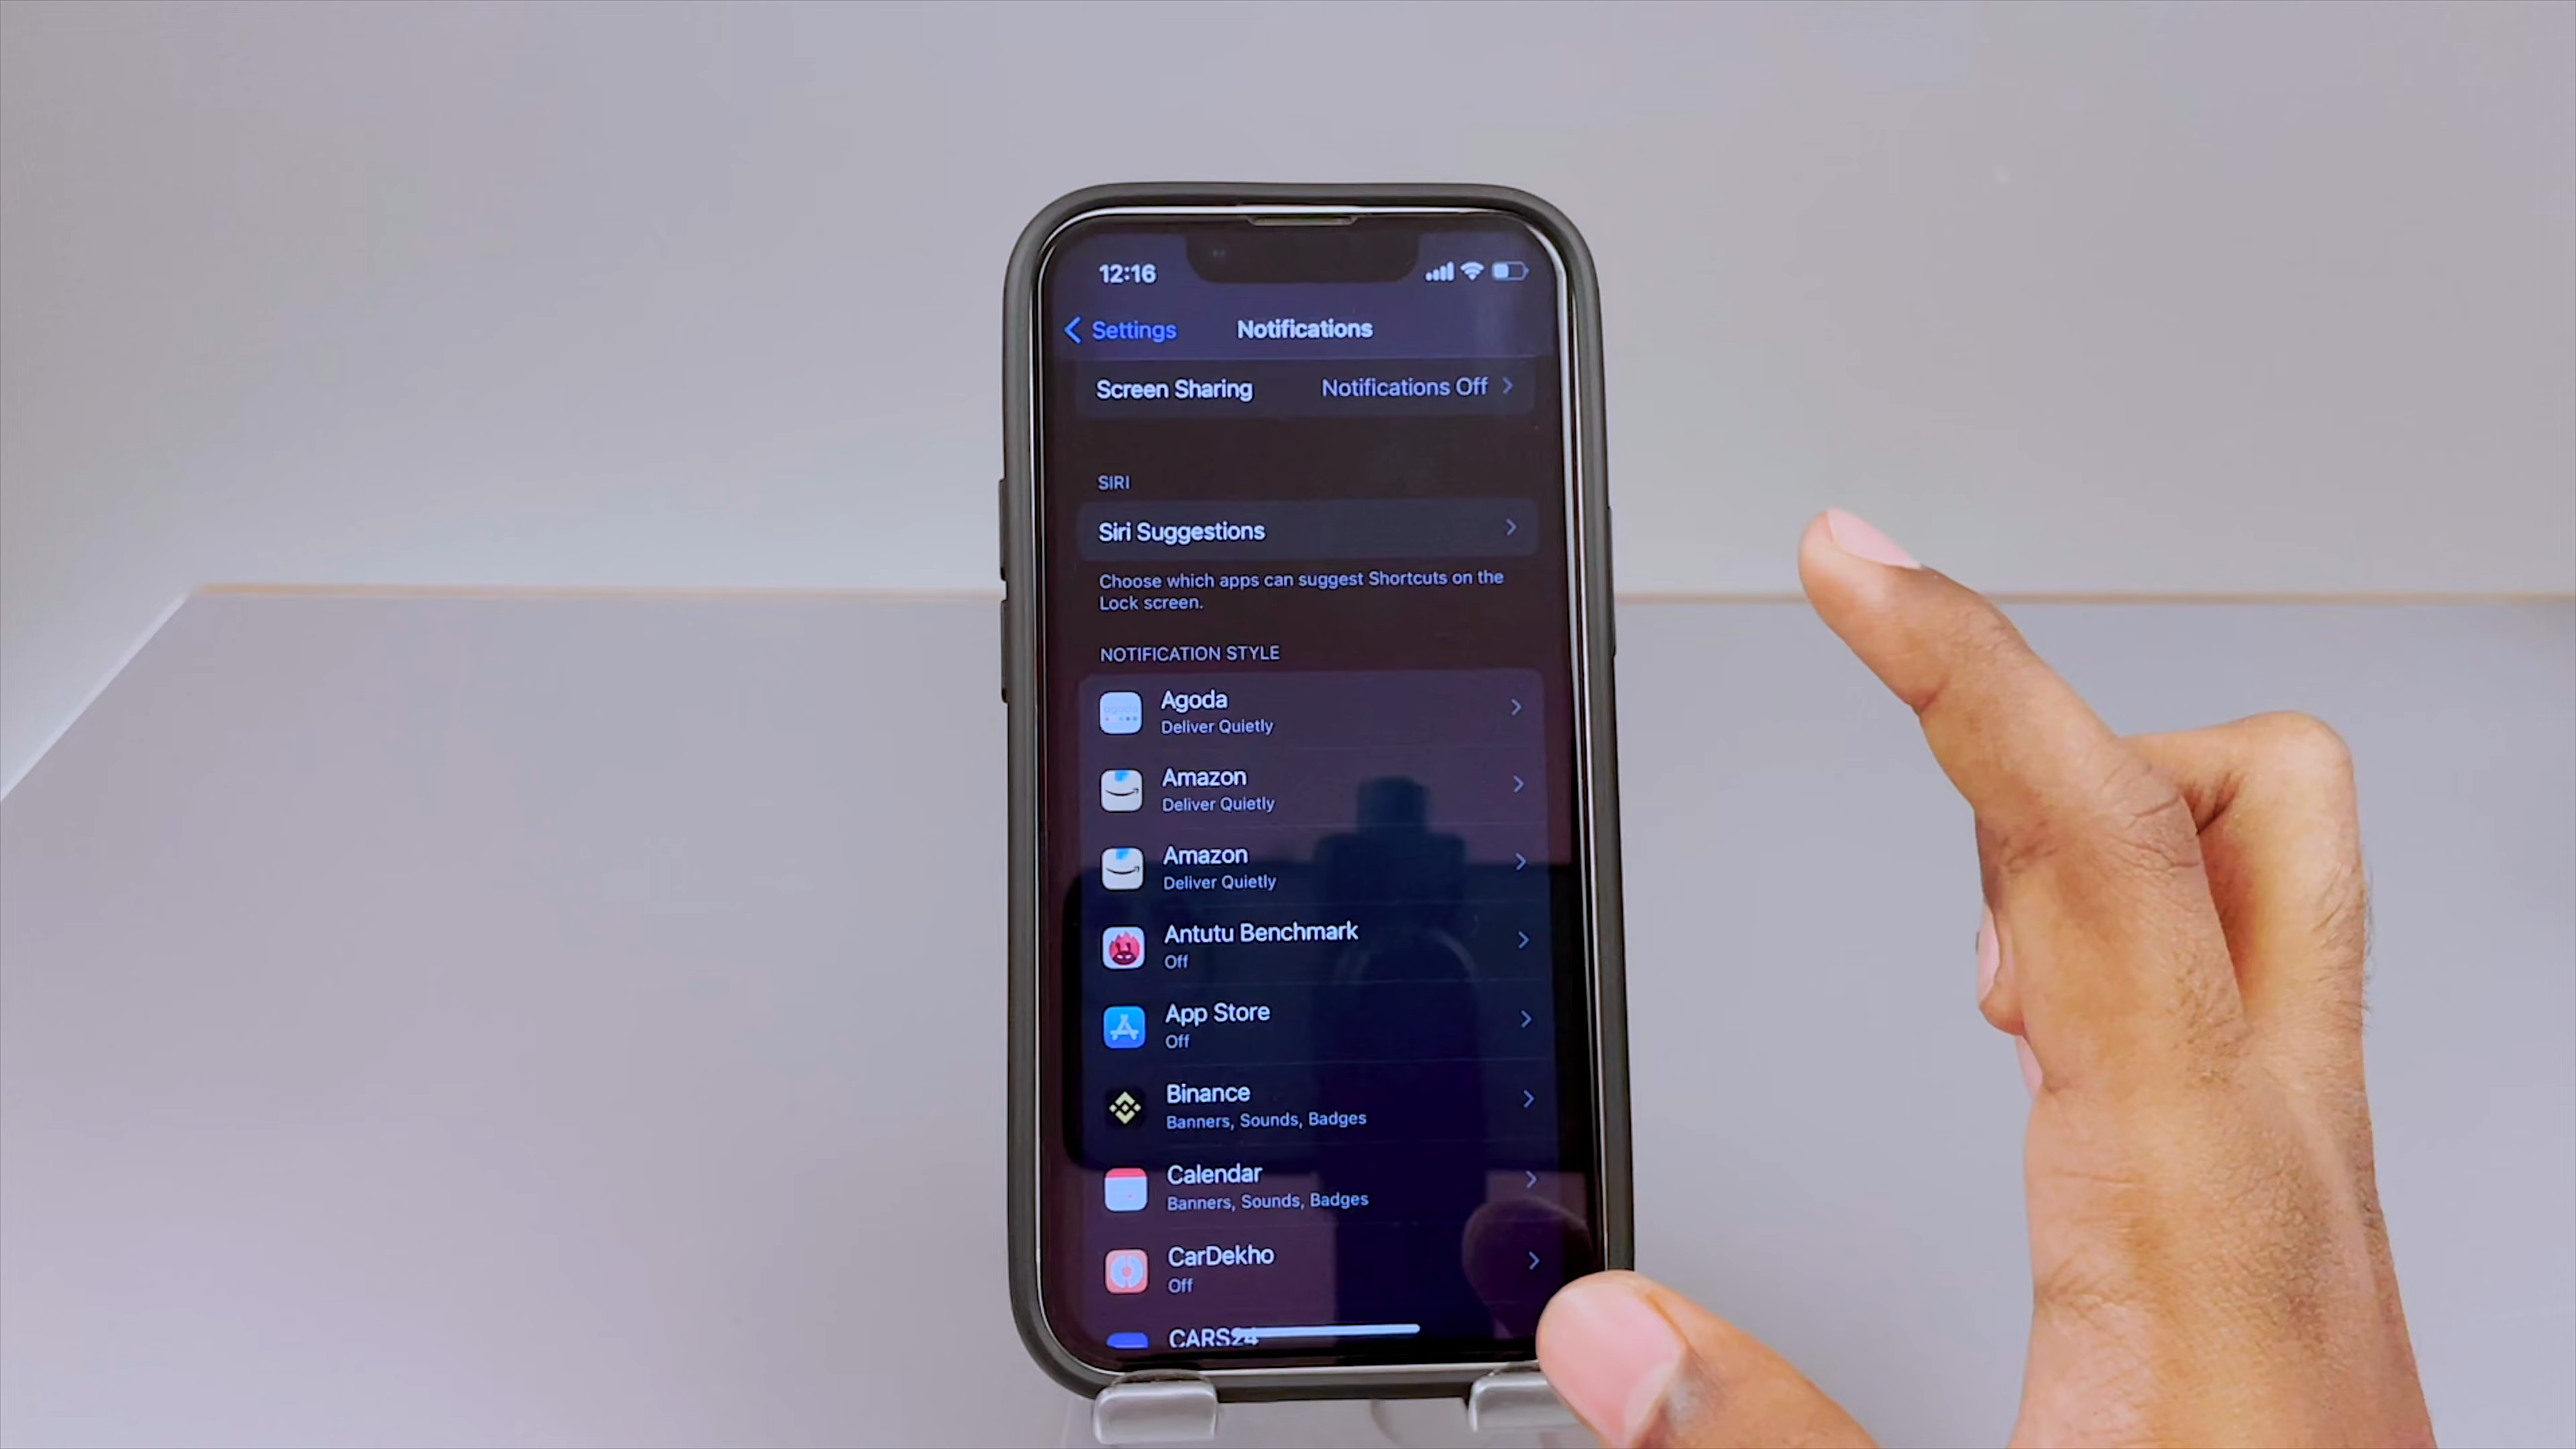 12:16
Settings
Notifications
Screen Sharing Notifications Off
SIRI
Siri Suggestions
Choose which apps can suggest Shortcuts on the
Lock screen.
NOTIFICATION STYLE
agoda
Agoda
Deliver Quietly
Amazon
Deliver Quietly
Amazon
Deliver Quietly
Antutu Benchmark
Off
App Store
Off
Binance
Banners, Sounds, Badges
Calendar
Banners, Sounds, Badges
CarDekho
Off
CARS24